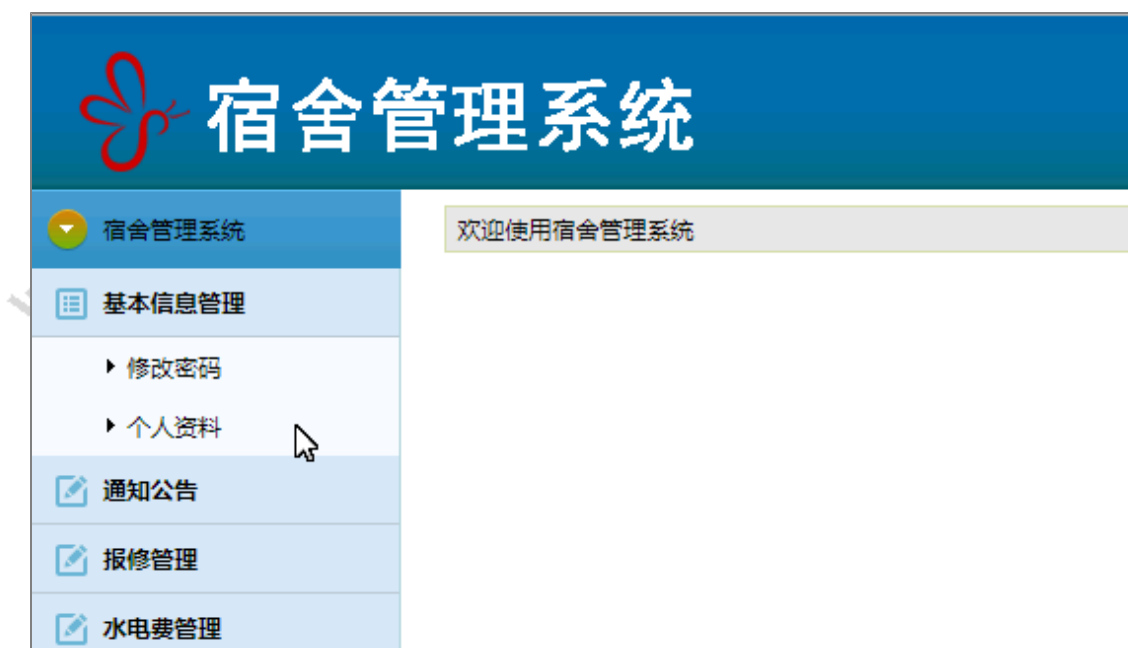 宿舍管理系统
宿舍管理系统
欢迎使用宿舍管理系统
基本信息管理
修改密码
个人资料
通知公告
报修管理
水电费管理